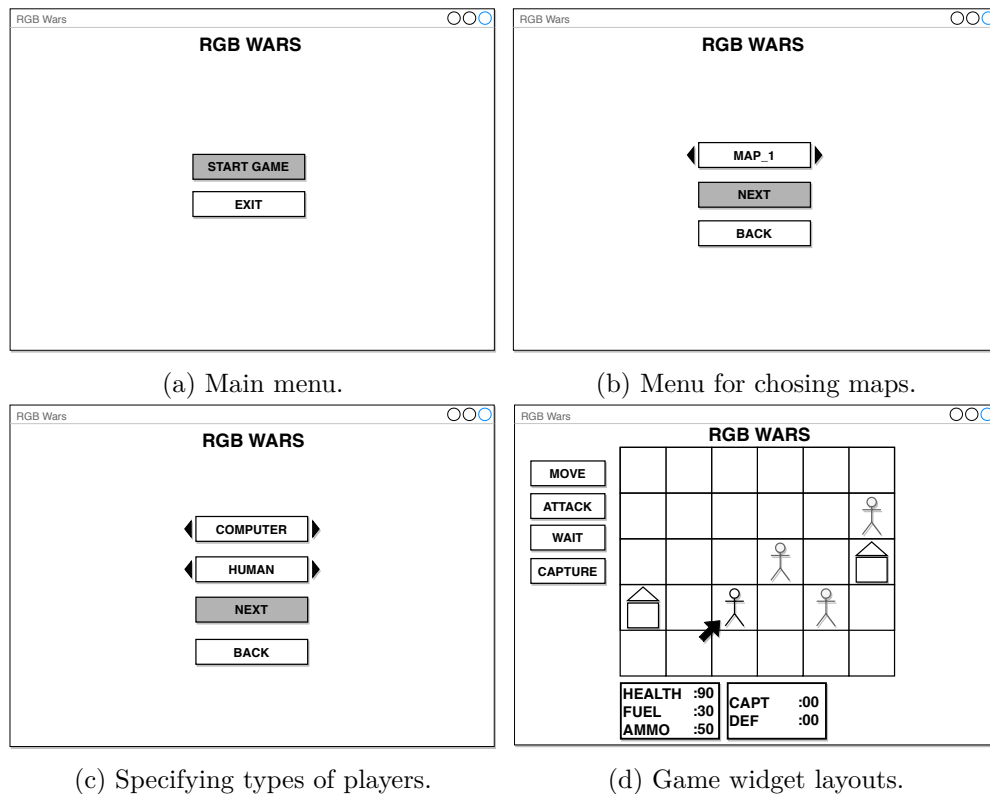 RGB Wars
RGB WARS
START GAME
EXIT
(a) Main menu.
RGB Wars
RGB WARS
MAP_1
NEXT
BACK
(b) Menu for chosing maps.
RGB Wars
RGB WARS
COMPUTER
HUMAN
NEXT
BACK
(c) Specifying types of players.
RGB Wars
RGB WARS
MOVE
ATTACK
WAIT
CAPTURE
HEALTH :90
FUEL :30
AMMO :50
CAPT :00
DEF :00
(d) Game widget layouts.